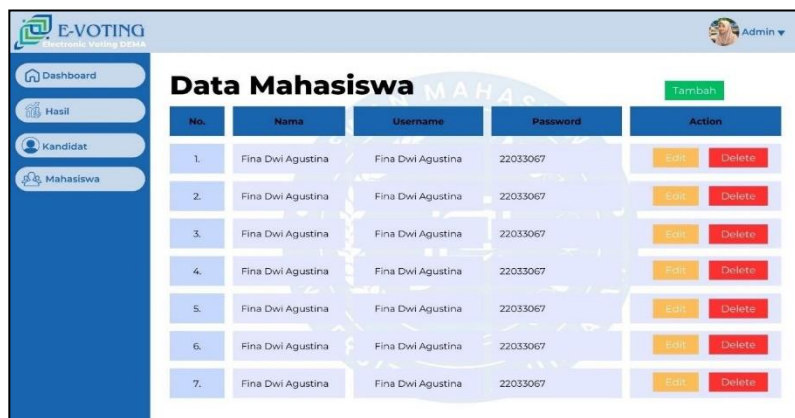 E-VOTING
Electronic Voting DEMA
Admin
Dashboard
Hasil
Kandidat
Mahasiswa
Data Mahasiswa
Tambah
No. Nama Username Password Action
1. Fina Dwi Agustina Fina Dwi Agustina 22033067 Edit Delete
2. Fina Dwi Agustina Fina Dwi Agustina 22033067 Edit Delete
3. Fina Dwi Agustina Fina Dwi Agustina 22033067 Edit Delete
4. Fina Dwi Agustina Fina Dwi Agustina 22033067 Edit Delete
5. Fina Dwi Agustina Fina Dwi Agustina 22033067 Edit Delete
6. Fina Dwi Agustina Fina Dwi Agustina 22033067 Edit Delete
7. Fina Dwi Agustina Fina Dwi Agustina 22033067 Edit Delete